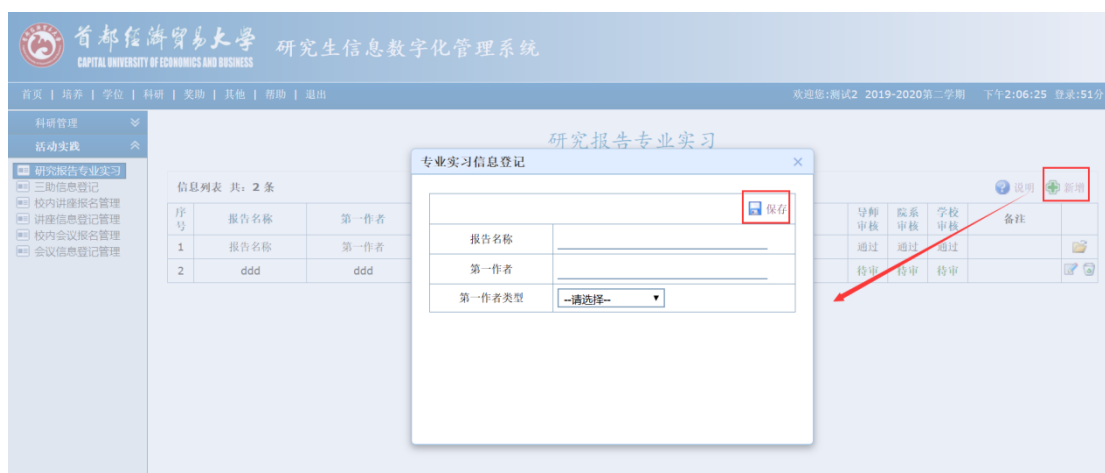 首都经济贸易大学 研究生信息数字化管理系统
CAPITAL UNIVERSITY OF ECONOMICS AND BUSINESS
首页 | 培养 | 学位 | 科研 | 奖助 | 其他 | 帮助 | 退出
欢迎您:测试2 2019-2020第二学期 下午2:06:25 登录:51分
科研管理
活动实践
研究报告专业实习
三助信息登记
校内讲座报名管理
讲座信息登记管理
校内会议报名管理
会议信息登记管理
研究报告专业实习
信息列表 共: 2 条
说明 新增
序号 报告名称 第一作者 导师审核 院系审核 学校审核 备注
1 报告名称 第一作者 通过 通过 通过
2 ddd ddd 待审 待审 待审
专业实习信息登记 ×
保存
报告名称
第一作者
第一作者类型 --请选择--